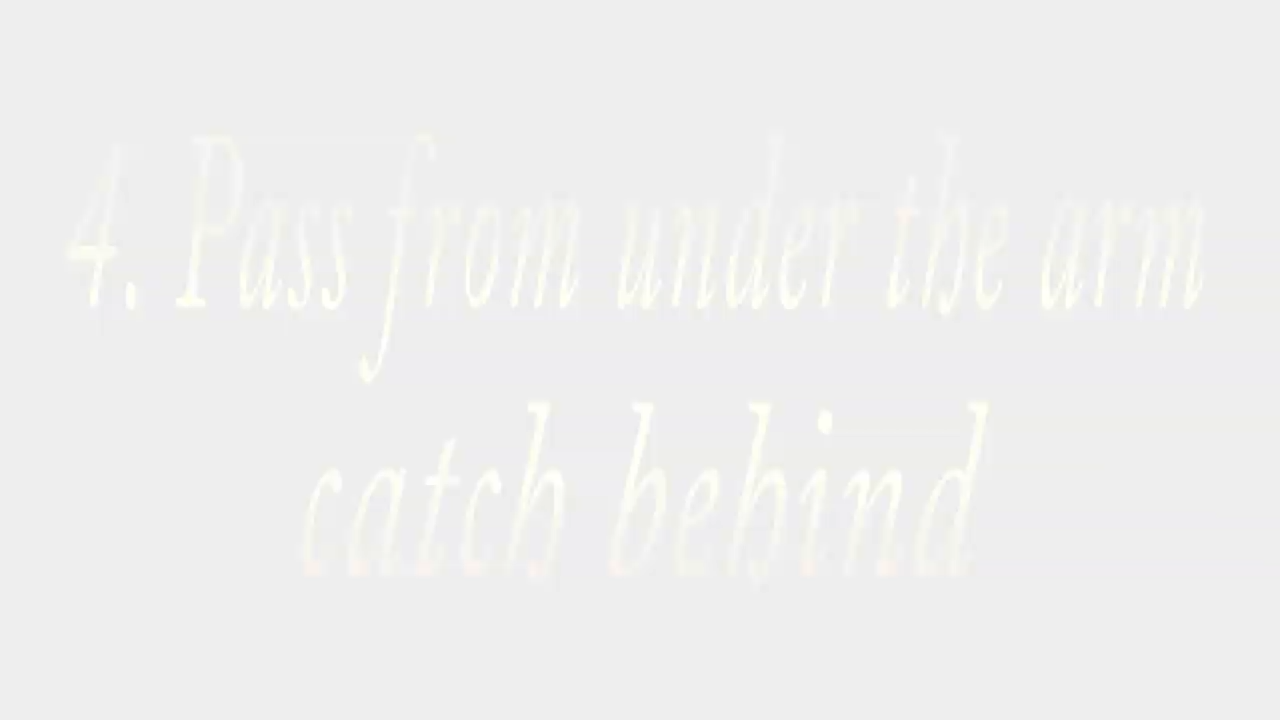 4. Pass from under the arm
catch behind